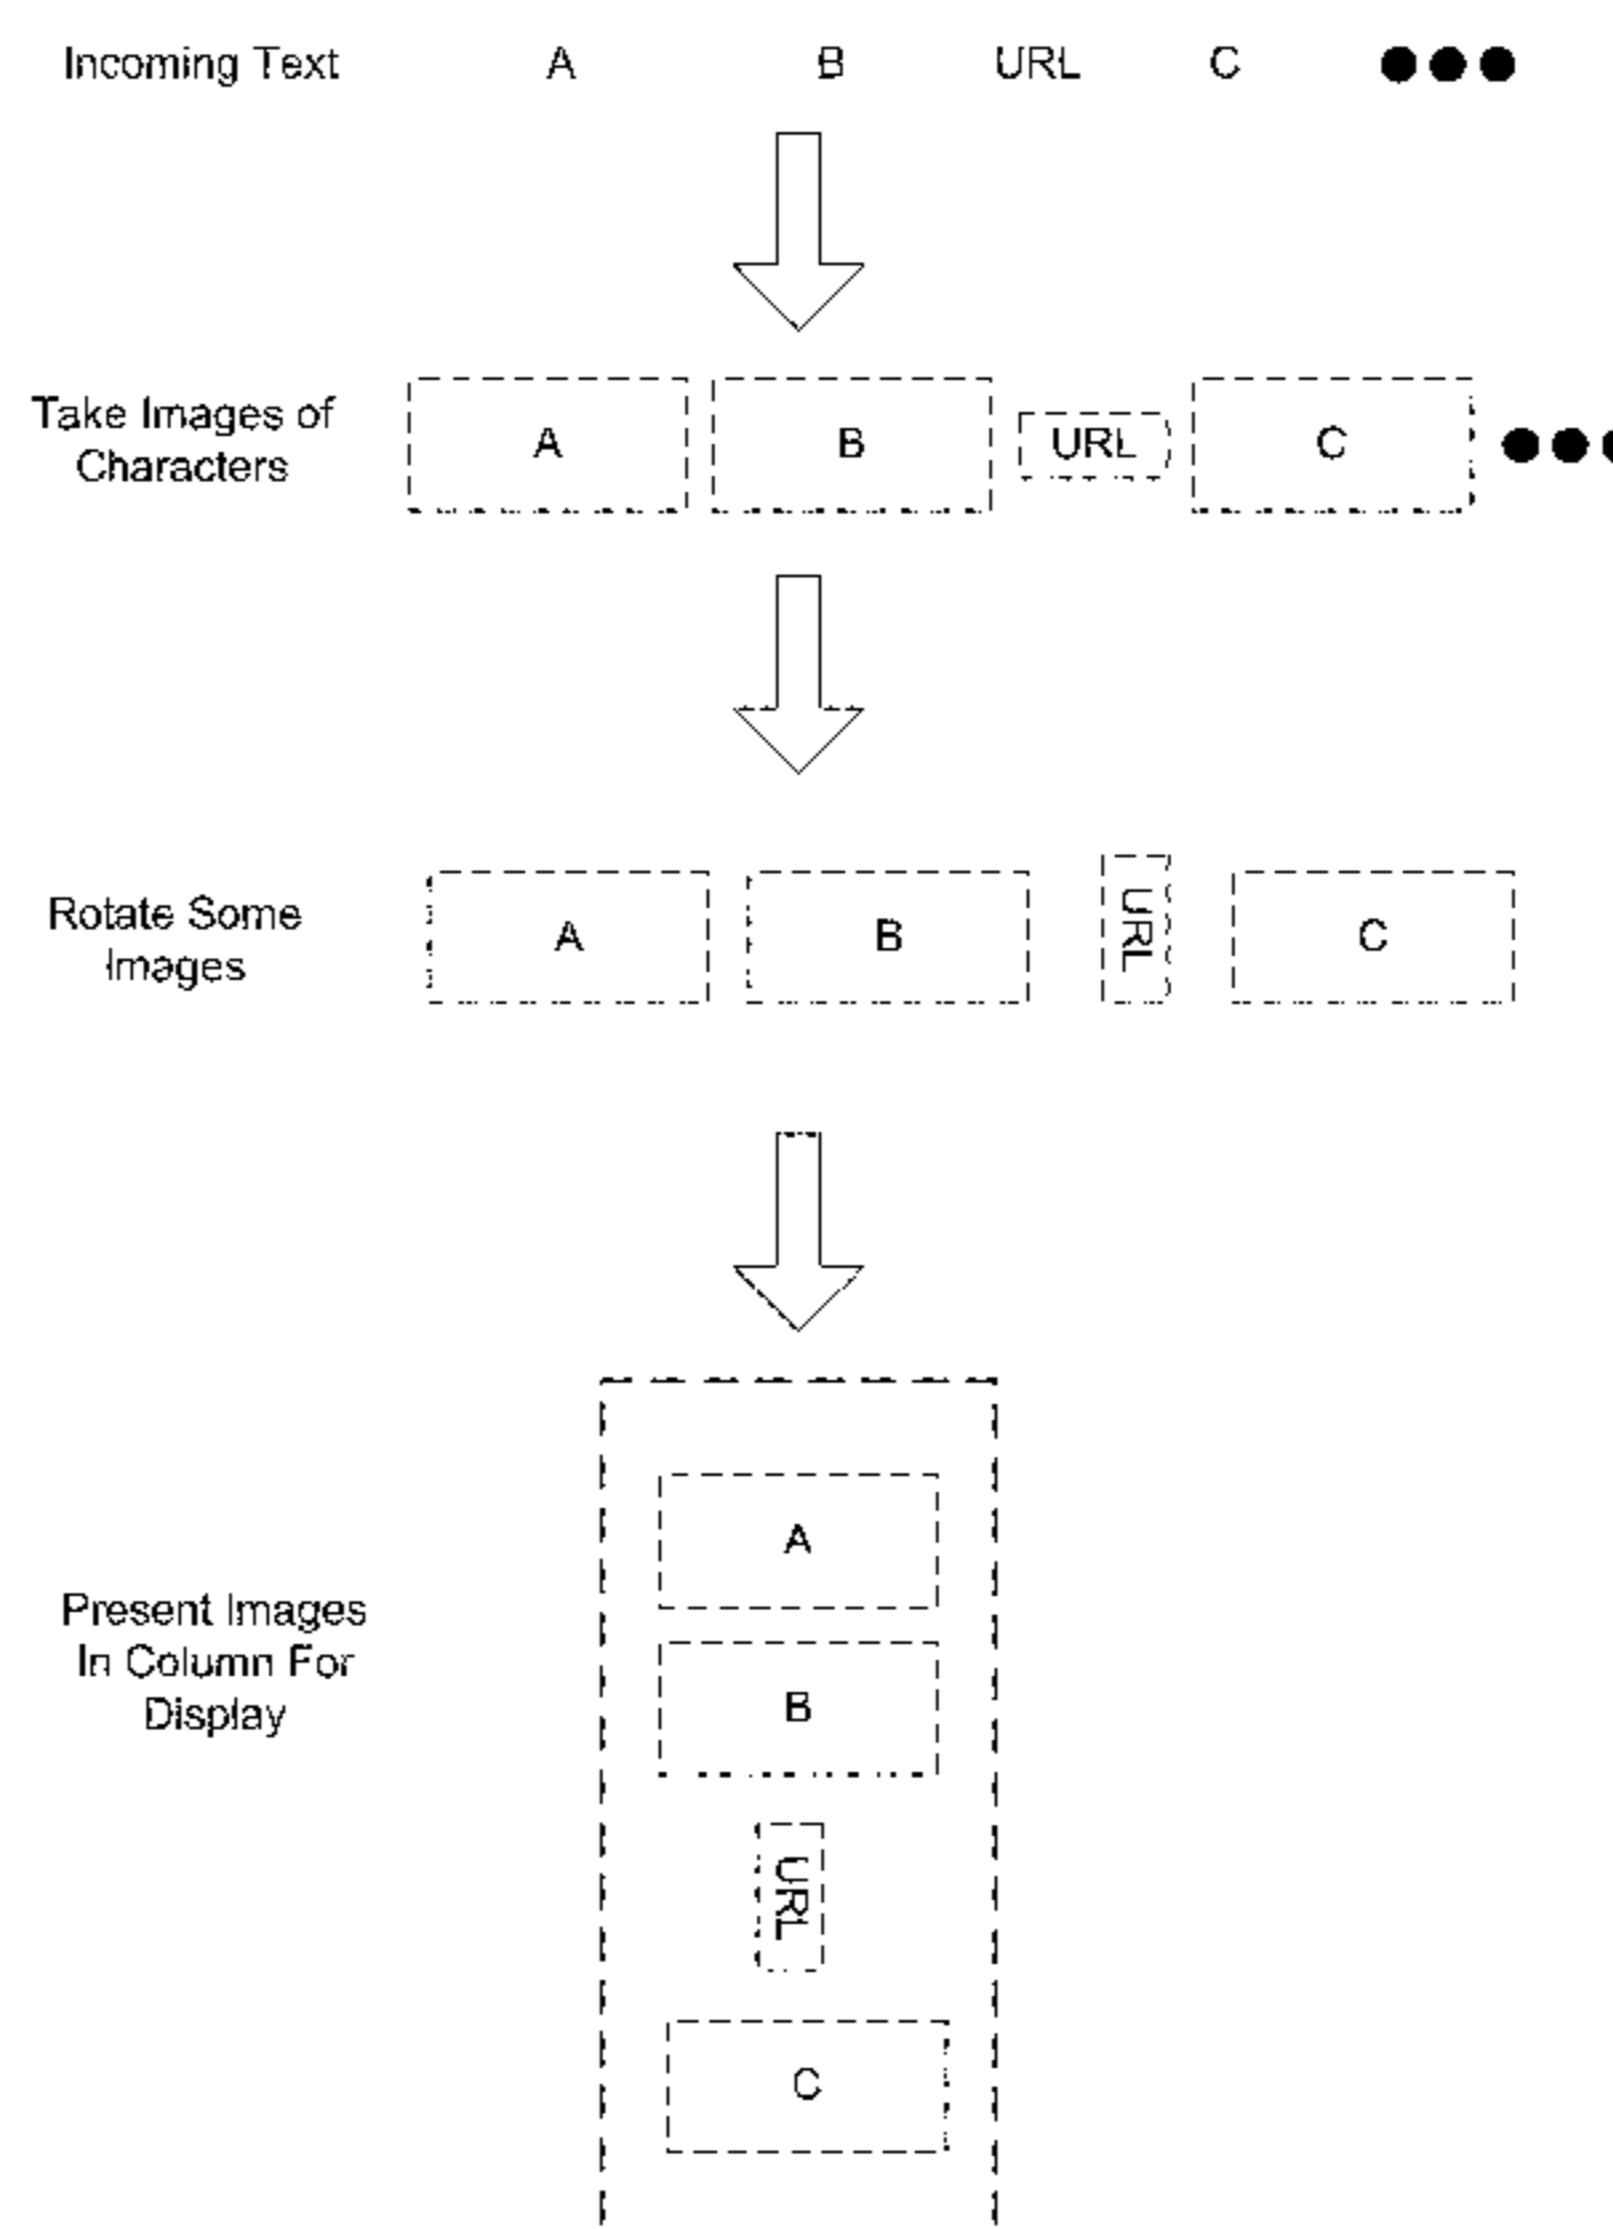 Incoming Text A B URL C
Take Images of
Characters
A B URL C
Rotate Some
Images
A B URL C
Present Images
In Column For
Display
A
B
URL
C